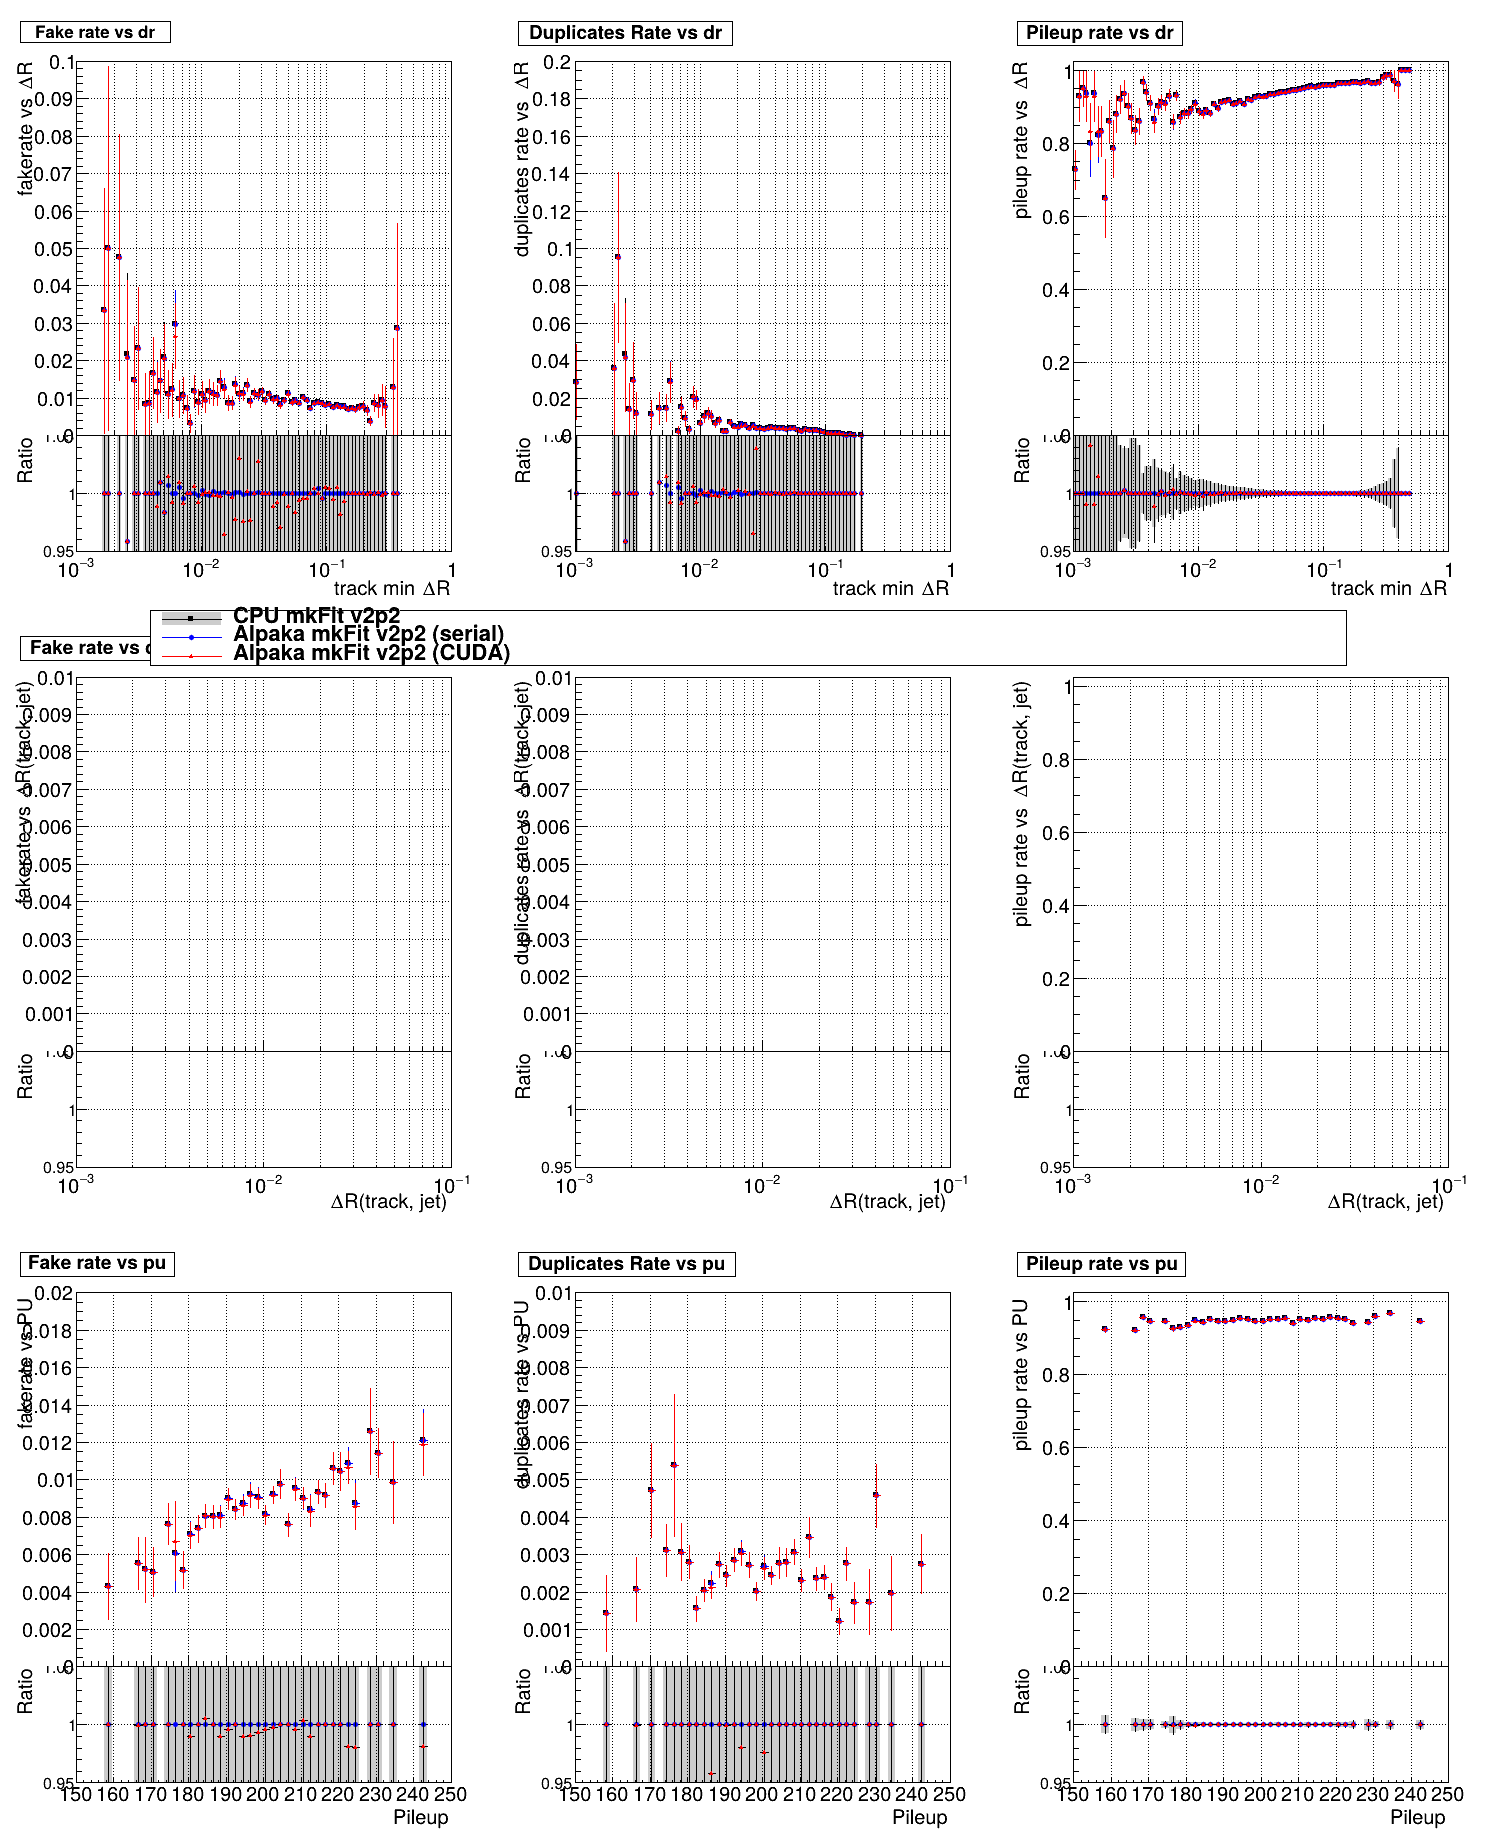 Fake rate vs dr
Duplicates Rate vs dr
Pileup rate vs dr
fakerate vs ΔR
0.1
0.09
0.08
0.07
0.06
0.05
0.04
0.03
0.02
0.01
0
Ratio
1
0.95
10⁻³ 10⁻² 10⁻¹ 1
track min ΔR
duplicates rate vs ΔR
0.2
0.18
0.16
0.14
0.12
0.1
0.08
0.06
0.04
0.02
0
Ratio
1
0.95
10⁻³ 10⁻² 10⁻¹ 1
track min ΔR
pileup rate vs ΔR
1
0.8
0.6
0.4
0.2
0
Ratio
1
0.95
10⁻³ 10⁻² 10⁻¹ 1
track min ΔR
CPU mkFit v2p2
Alpaka mkFit v2p2 (serial)
Alpaka mkFit v2p2 (CUDA)
Fake rate vs
fakerate vs ΔR(track, jet)
0.01
0.009
0.008
0.007
0.006
0.005
0.004
0.003
0.002
0.001
0
Ratio
1
0.95
10⁻³ 10⁻² 10⁻¹
ΔR(track, jet)
duplicates rate vs ΔR(track, jet)
0.01
0.009
0.008
0.007
0.006
0.005
0.004
0.003
0.002
0.001
0
Ratio
1
0.95
10⁻³ 10⁻² 10⁻¹
ΔR(track, jet)
pileup rate vs ΔR(track, jet)
1
0.8
0.6
0.4
0.2
0
Ratio
1
0.95
10⁻³ 10⁻² 10⁻¹
ΔR(track, jet)
Fake rate vs pu
Duplicates Rate vs pu
Pileup rate vs pu
fakerate vs PU
0.02
0.018
0.016
0.014
0.012
0.01
0.008
0.006
0.004
0.002
0
Ratio
1
0.95
150 160 170 180 190 200 210 220 230 240 250
Pileup
duplicates rate vs PU
0.01
0.009
0.008
0.007
0.006
0.005
0.004
0.003
0.002
0.001
0
Ratio
1
0.95
150 160 170 180 190 200 210 220 230 240 250
Pileup
pileup rate vs PU
1
0.8
0.6
0.4
0.2
0
Ratio
1
0.95
150 160 170 180 190 200 210 220 230 240 250
Pileup